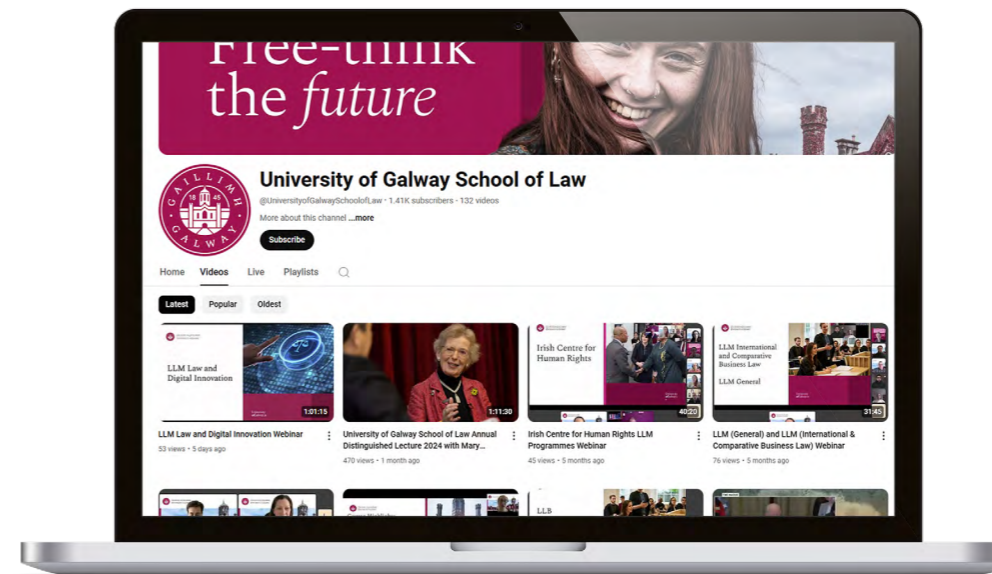 Free-think
the future
GAILLIMH
18 45
GALWAY
University of Galway School of Law
@UniversityofGalwaySchoolofLaw · 1.41K subscribers · 132 videos
More about this channel ...more
Subscribe
Home Videos Live Playlists
Latest Popular Oldest
LLM Law and
Digital Innovation
1:01:15
1:11:30
Irish Centre for
Human Rights
40:20
LLM International
and Comparative
Business Law
LLM General
31:45
LLM Law and Digital Innovation Webinar
53 views • 5 days ago
University of Galway School of Law Annual
Distinguished Lecture 2024 with Mary...
470 views • 1 month ago
Irish Centre for Human Rights LLM
Programmes Webinar
45 views • 5 months ago
LLM (General) and LLM (International &
Comparative Business Law) Webinar
76 views • 5 months ago
LLB